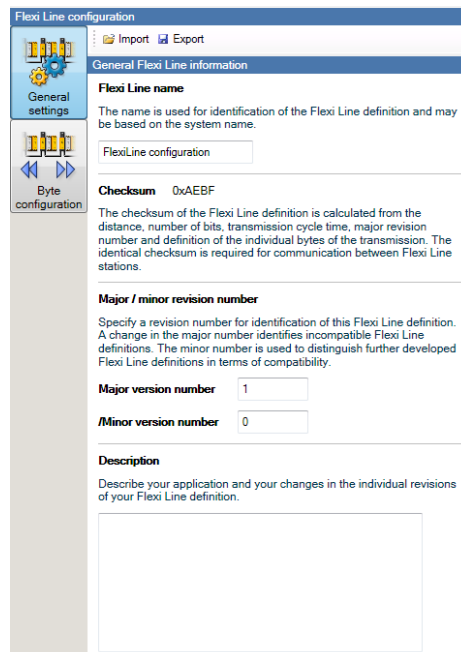 Flexi Line configuration
Import Export
General Flexi Line information
General
settings
Byte
configuration
Flexi Line name
The name is used for identification of the Flexi Line definition and may
be based on the system name.
FlexiLine configuration
Checksum 0xAEBF
The checksum of the Flexi Line definition is calculated from the
distance, number of bits, transmission cycle time, major revision
number and definition of the individual bytes of the transmission. The
identical checksum is required for communication between Flexi Line
stations.
Major / minor revision number
Specify a revision number for identification of this Flexi Line definition.
A change in the major number identifies incompatible Flexi Line
definitions. The minor number is used to distinguish further developed
Flexi Line definitions in terms of compatibility.
Major version number 1
/Minor version number 0
Description
Describe your application and your changes in the individual revisions
of your Flexi Line definition.